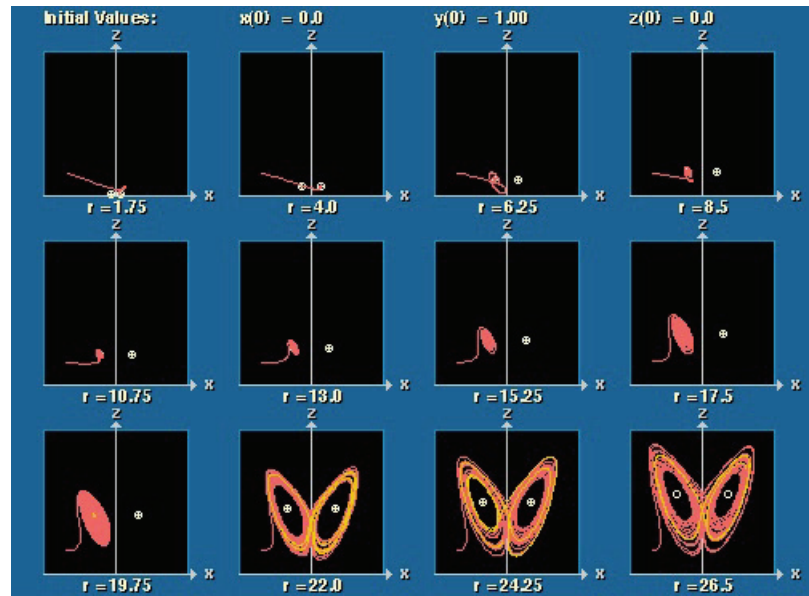 Initial Values: x(0) = 0.0 y(0) = 1.00 z(0) = 0.0
z z z z
x x x x
r = 1.75 r = 4.0 r = 6.25 r = 8.5
z z z z
x x x x
r = 10.75 r = 13.0 r = 15.25 r = 17.5
z z z z
x x x x
r = 19.75 r = 22.0 r = 24.25 r = 26.5